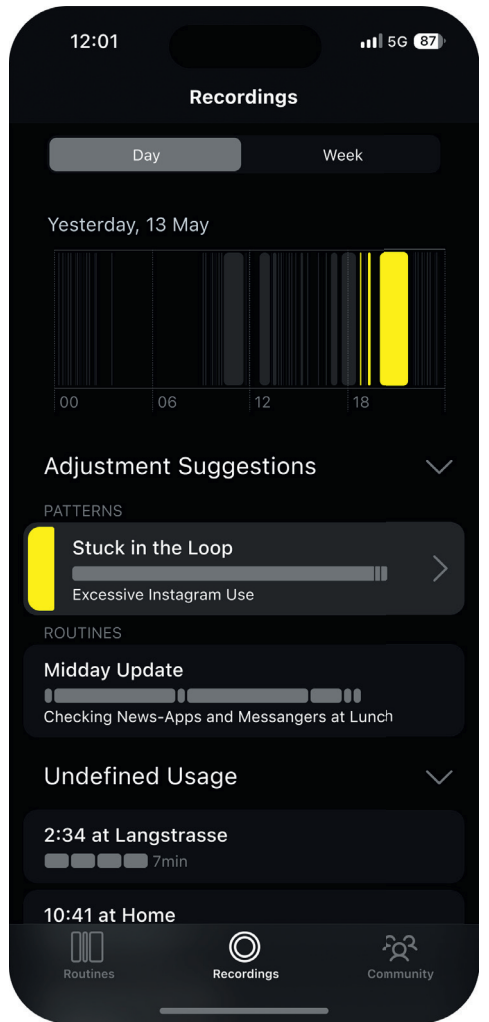 12:01
5G 87
Recordings
Day Week
Yesterday, 13 May
00 06 12 18
Adjustment Suggestions
PATTERNS
Stuck in the Loop
Excessive Instagram Use
ROUTINES
Midday Update
Checking News-Apps and Messangers at Lunch
Undefined Usage
2:34 at Langstrasse
7min
10:41 at Home
Routines Recordings Community